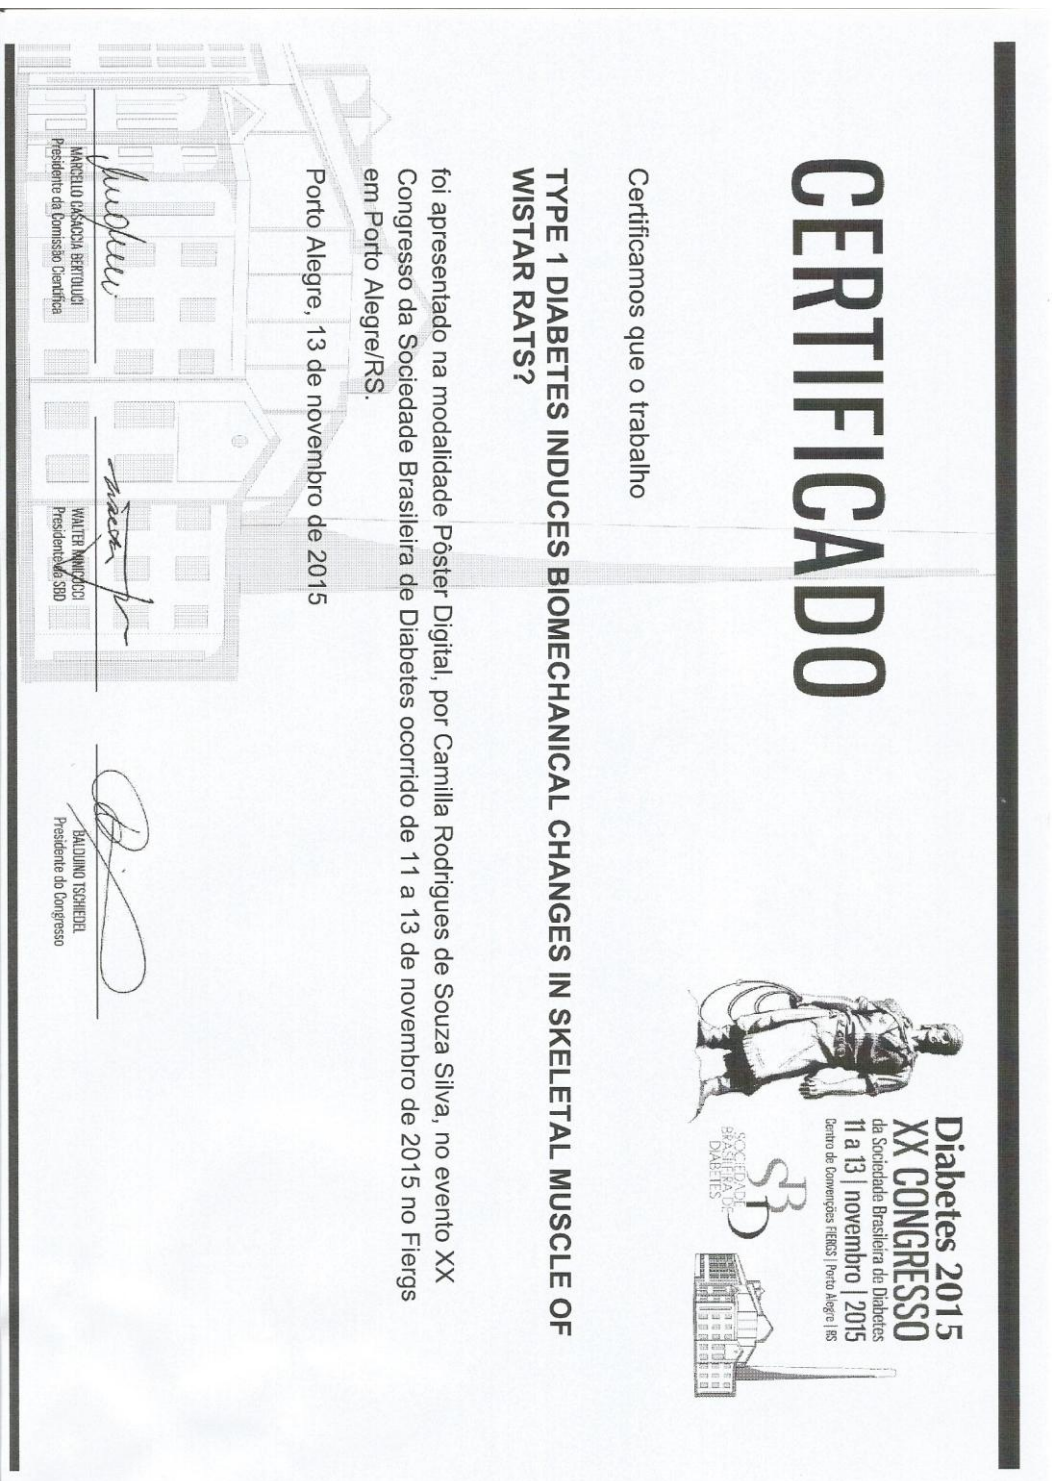 CERTIFICADO
Diabetes 2015
XX CONGRESSO
da Sociedade Brasileira de Diabetes
11 a 13 | novembro | 2015
Centro de Convenções FIERGS | Porto Alegre | RS
SBD
SOCIEDADE
BRASILEIRA DE
DIABETES
Certificamos que o trabalho
TYPE 1 DIABETES INDUCES BIOMECHANICAL CHANGES IN SKELETAL MUSCLE OF
WISTAR RATS?
foi apresentado na modalidade Pôster Digital, por Camilla Rodrigues de Souza Silva, no evento XX
Congresso da Sociedade Brasileira de Diabetes ocorrido de 11 a 13 de novembro de 2015 no Fiergs
em Porto Alegre/RS.
Porto Alegre, 13 de novembro de 2015
MARCELLO CASACCIA BERTOLUCI
Presidente da Comissão Científica
WALTER MINICUCCI
Presidente da SBD
BALDUINO TSCHIEDEL
Presidente do Congresso